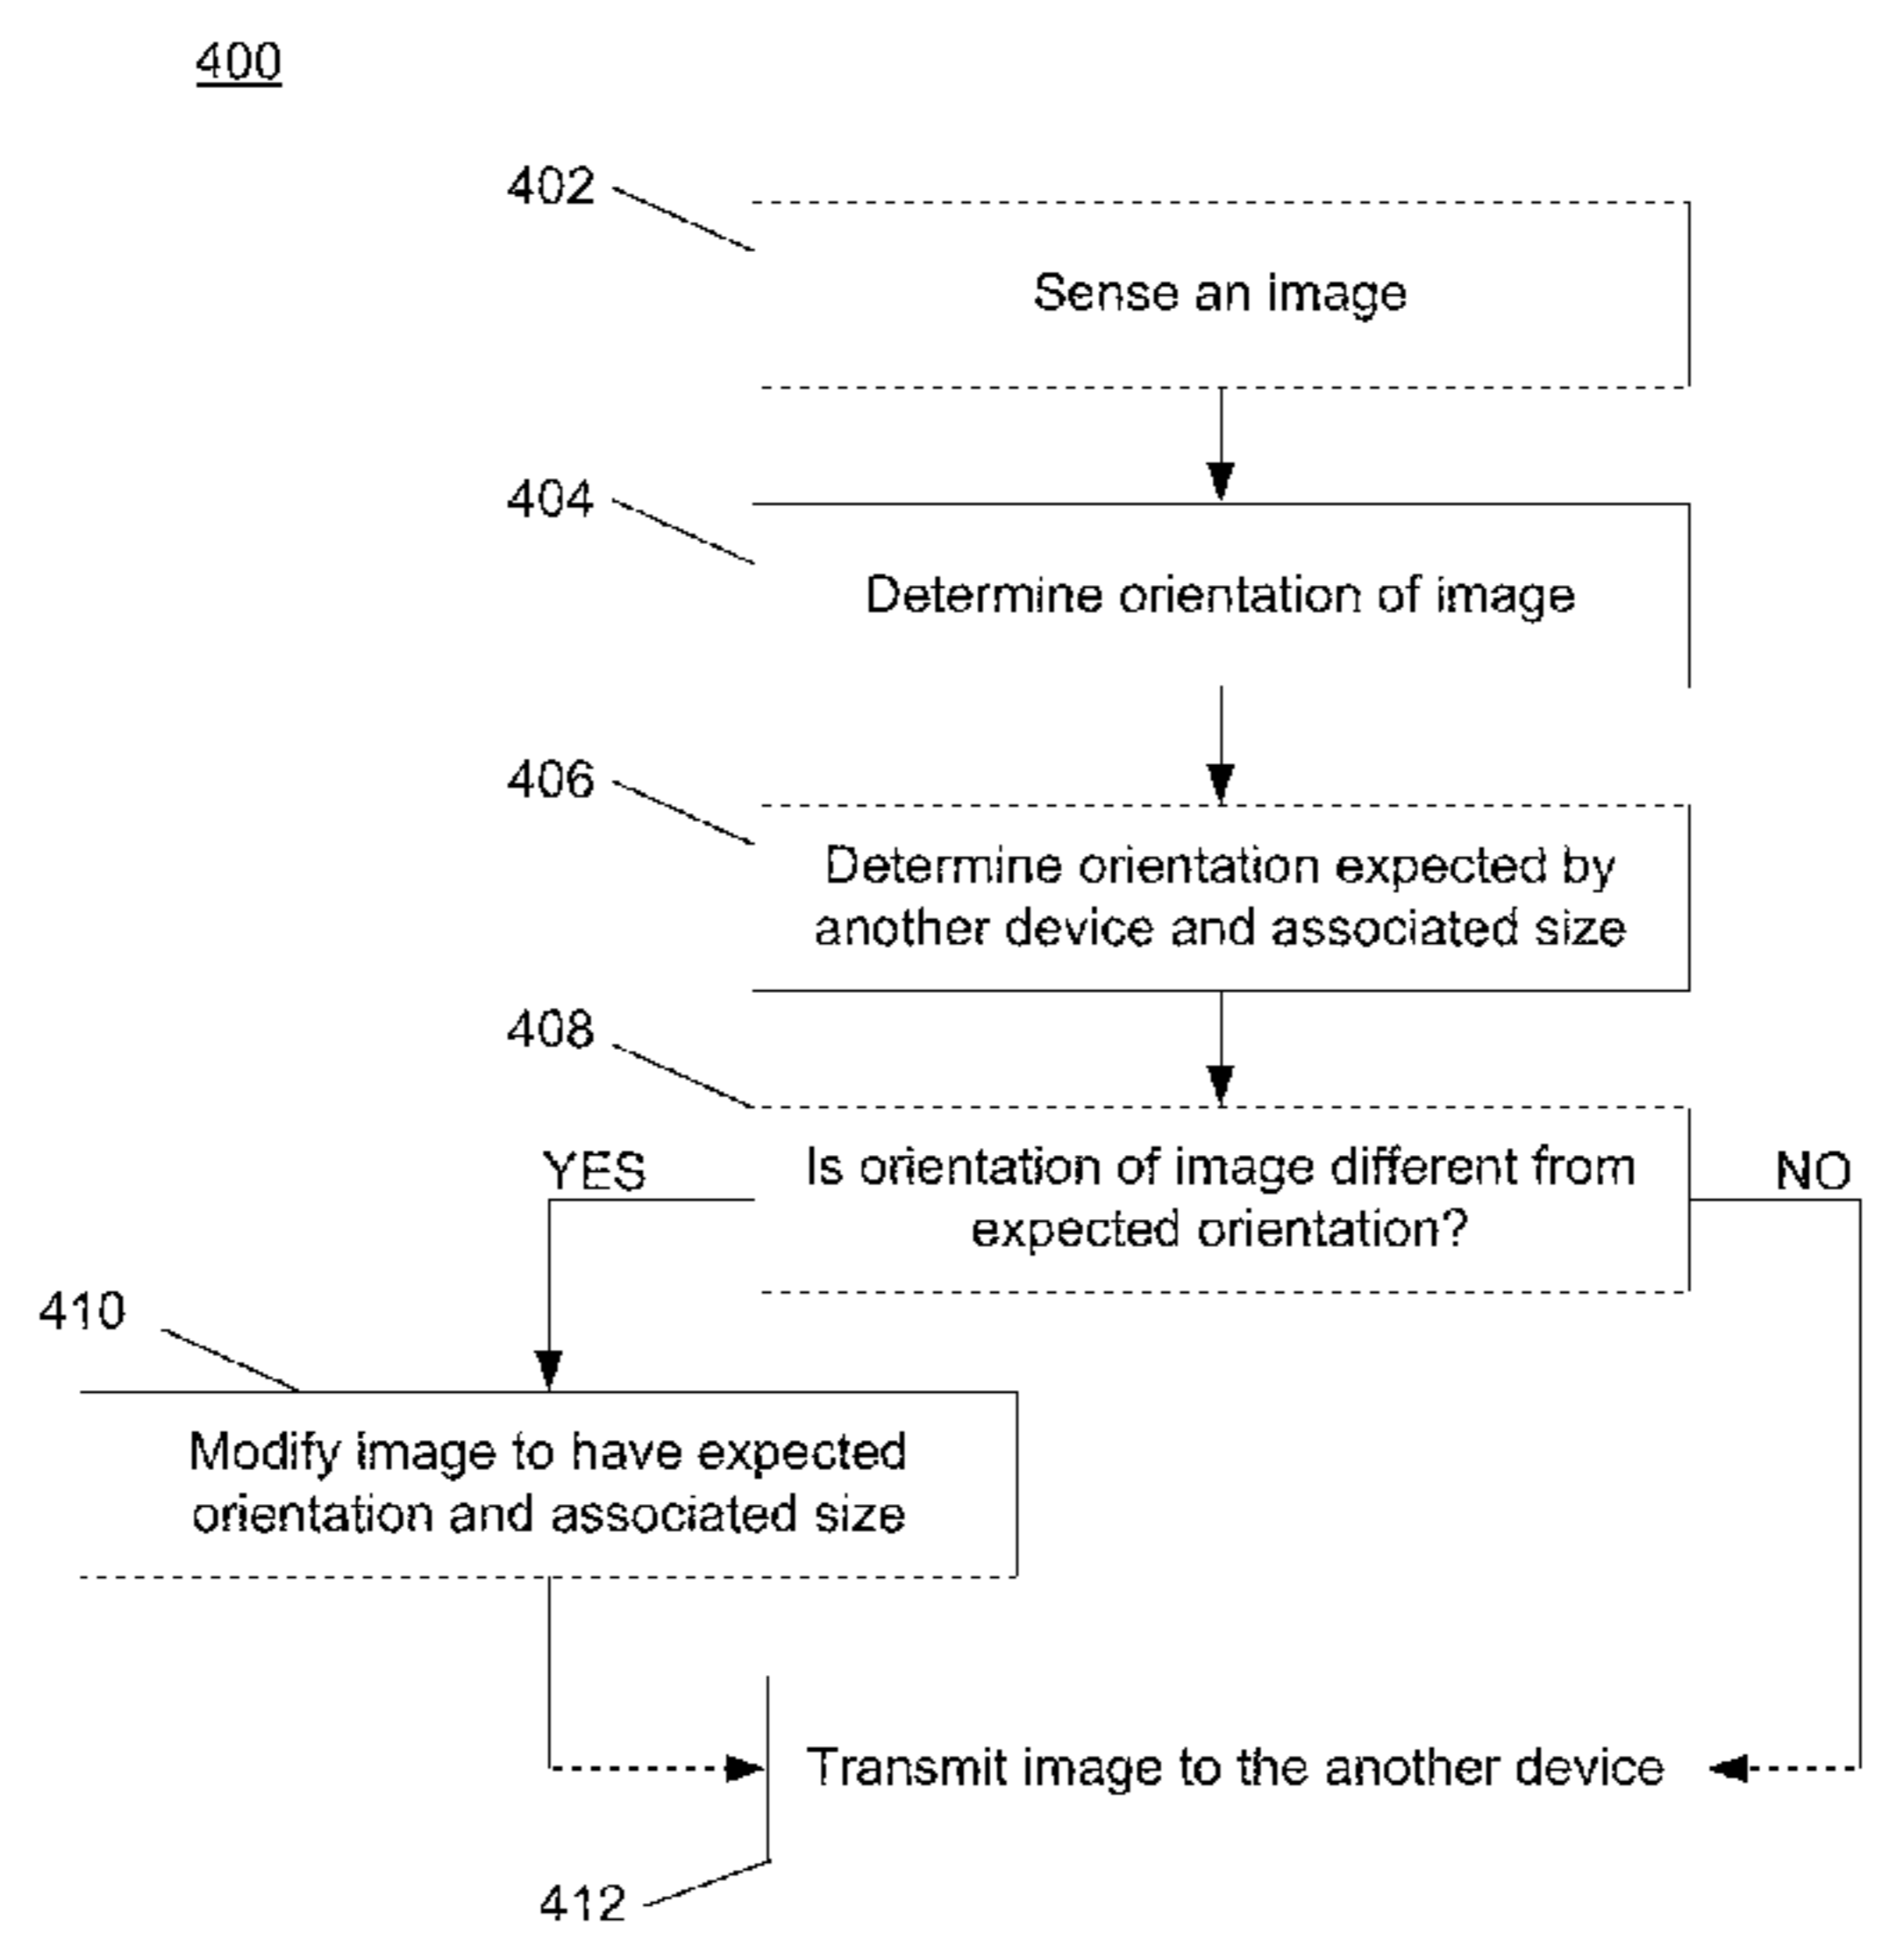 400
402
Sense an image
404
Determine orientation of image
406
Determine orientation expected by
another device and associated size
408
YES
Is orientation of image different from
expected orientation?
NO
410
Modify image to have expected
orientation and associated size
Transmit image to the another device
412